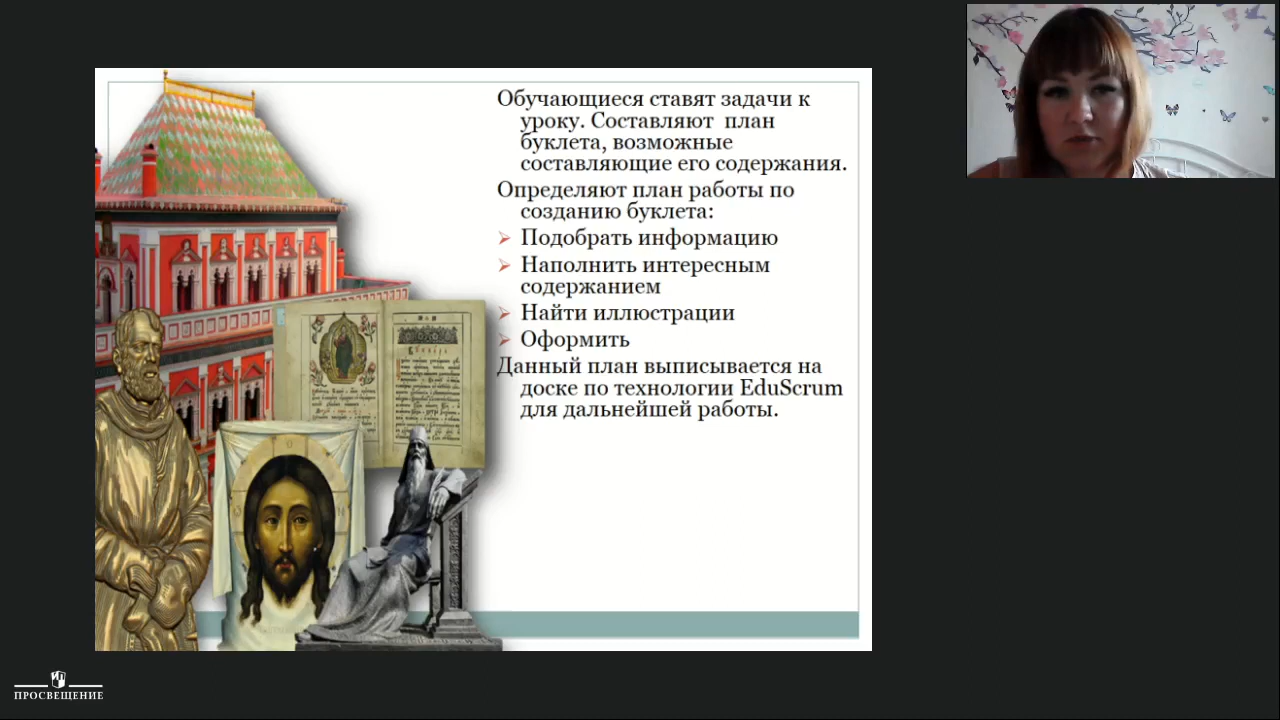 Обучающиеся ставят задачи к
уроку. Составляют план
буклета, возможные
составляющие его содержания.
Определяют план работы по
созданию буклета:
Подобрать информацию
Наполнить интересным
содержанием
Найти иллюстрации
Оформить
Данный план выписывается на
доске по технологии EduScrum
для дальнейшей работы.
ПРОСВЕЩЕНИЕ